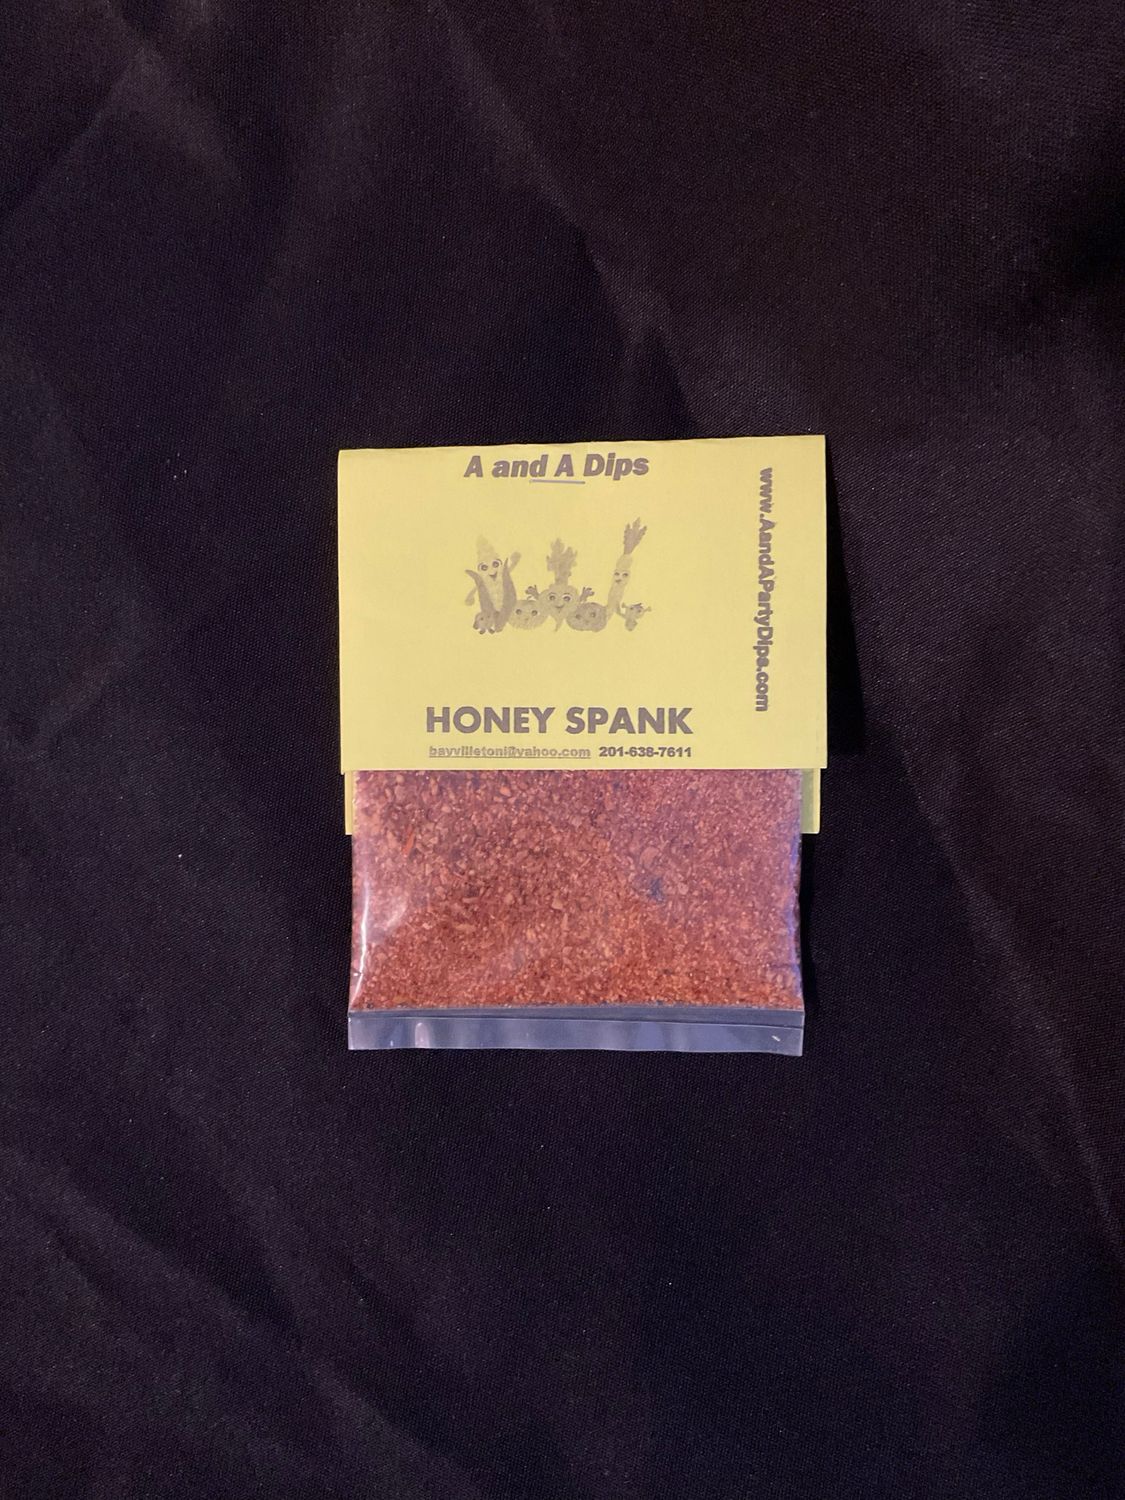 A and A Dips
www.AandAPartyDips.com
HONEY SPANK
bayvilletoni@yahoo.com 201-638-7611